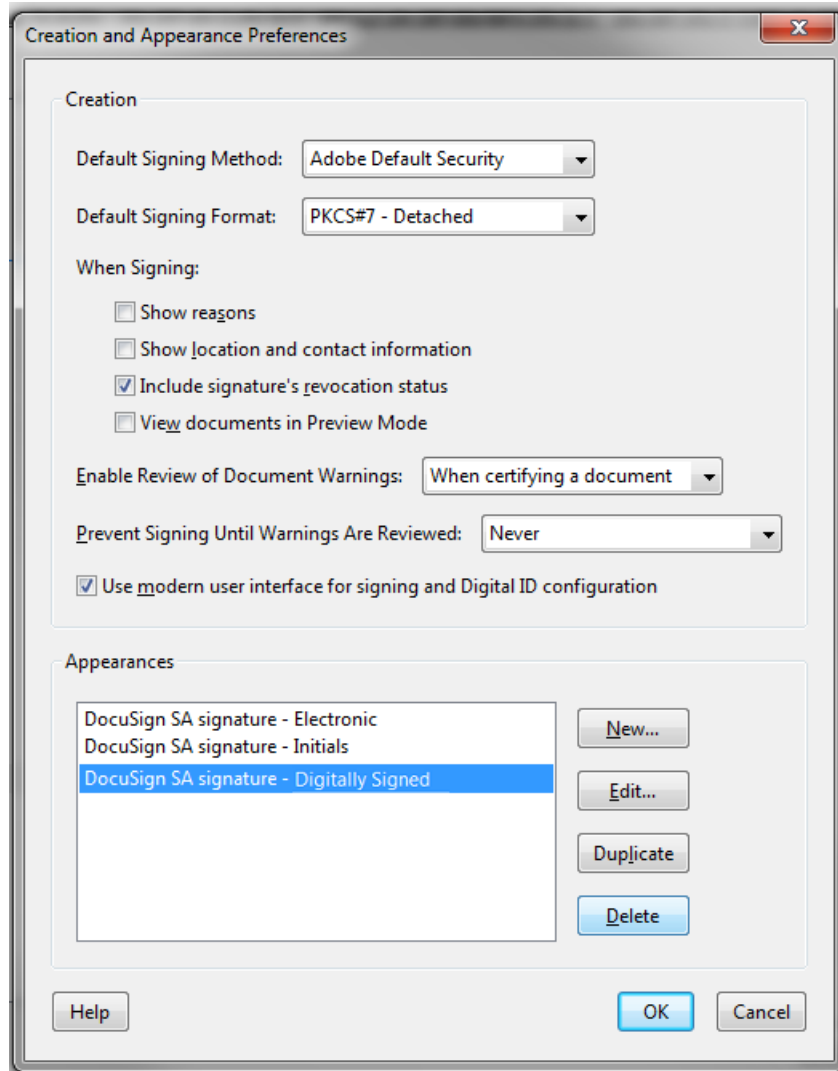 Creation and Appearance Preferences
Creation
Default Signing Method: Adobe Default Security
Default Signing Format: PKCS#7 - Detached
When Signing:
Show reasons
Show location and contact information
Include signature's revocation status
View documents in Preview Mode
Enable Review of Document Warnings: When certifying a document
Prevent Signing Until Warnings Are Reviewed: Never
Use modern user interface for signing and Digital ID configuration
Appearances
DocuSign SA signature - Electronic
DocuSign SA signature - Initials
DocuSign SA signature - Digitally Signed
New...
Edit...
Duplicate
Delete
Help
OK
Cancel